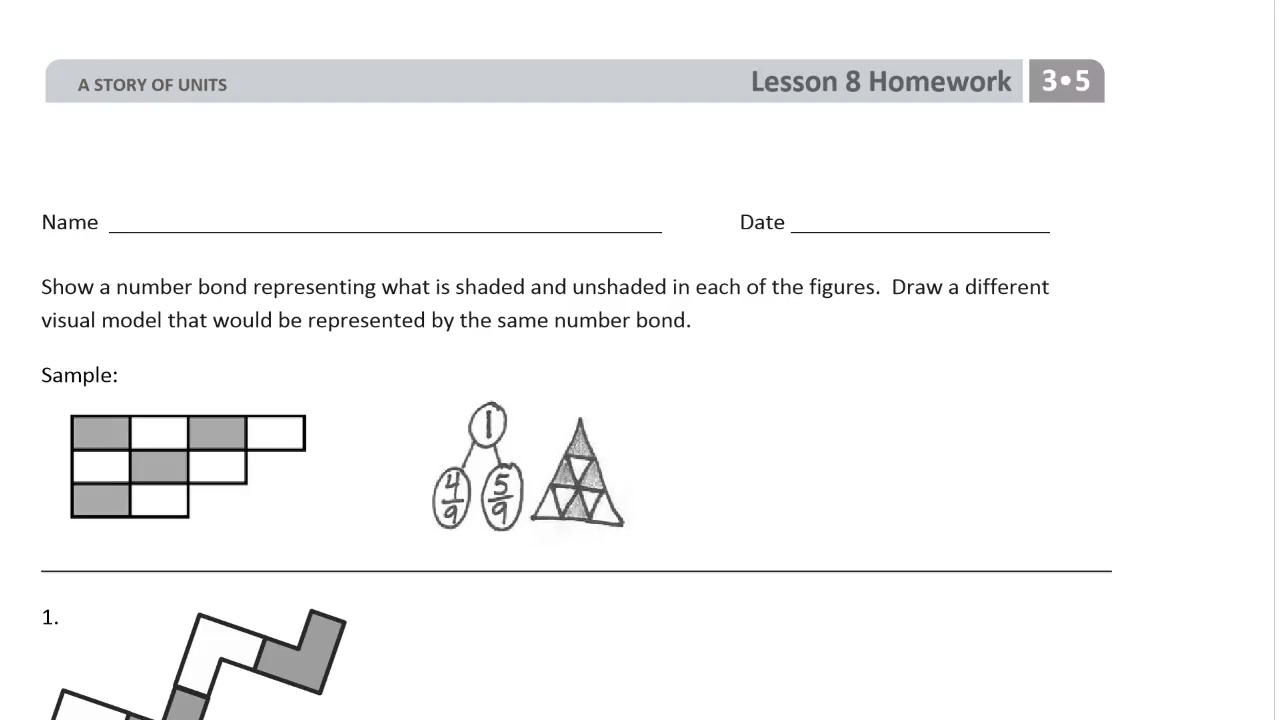 A STORY OF UNITS
Lesson 8 Homework 3•5
Name
Date
Show a number bond representing what is shaded and unshaded in each of the figures.  Draw a different
visual model that would be represented by the same number bond.
Sample:
1
4 5
9 9
1.